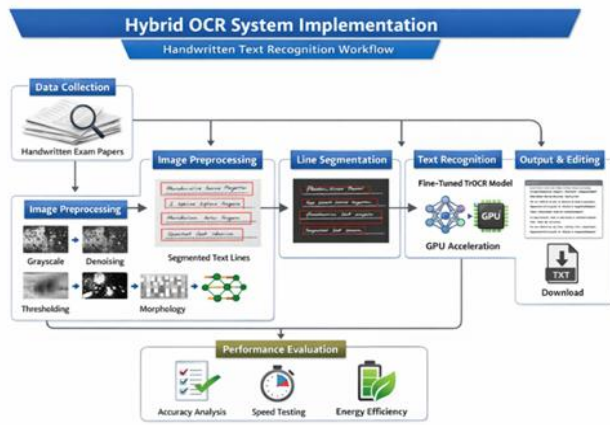 Hybrid OCR System Implementation
Handwritten Text Recognition Workflow
Data Collection
Handwritten Exam Papers
Image Preprocessing
Segmented Text Lines
Line Segmentation
Text Recognition
Fine-Tuned TrOCR Model
GPU
GPU Acceleration
Output & Editing
TXT
Download
Image Preprocessing
Grayscale
Denoising
Thresholding
Morphology
Performance Evaluation
Accuracy Analysis
Speed Testing
Energy Efficiency